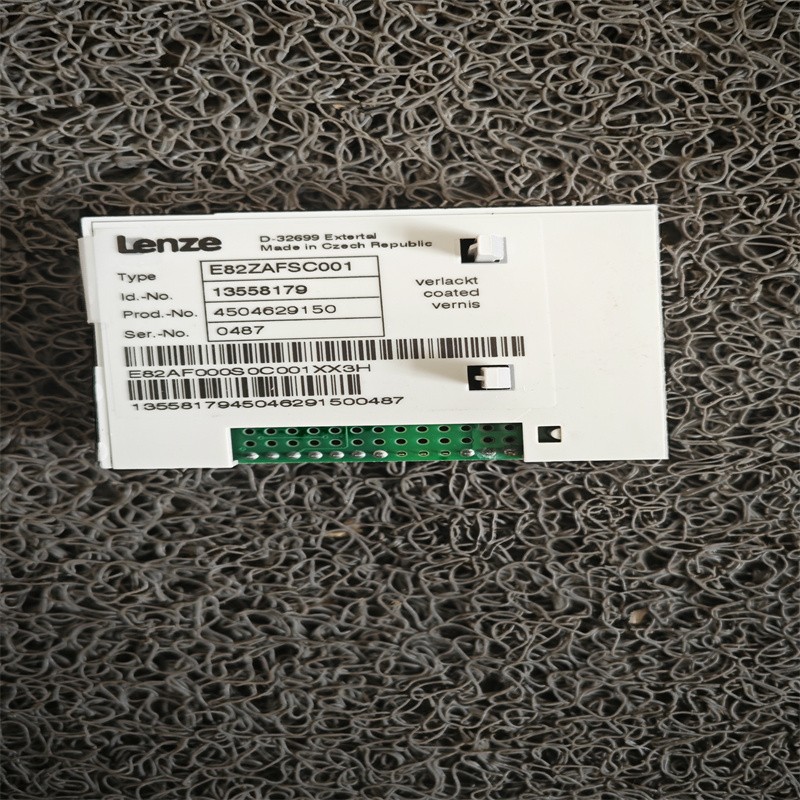 Lenze
D-32699 Extertal
Made in Czech Republic
Type E82ZAFSC001
Id.-No. 13558179
Prod.-No. 4504629150
Ser.-No. 0487
verlackt
coated
vernis
E82AF000S0C001XX3H
1355817945046291500487